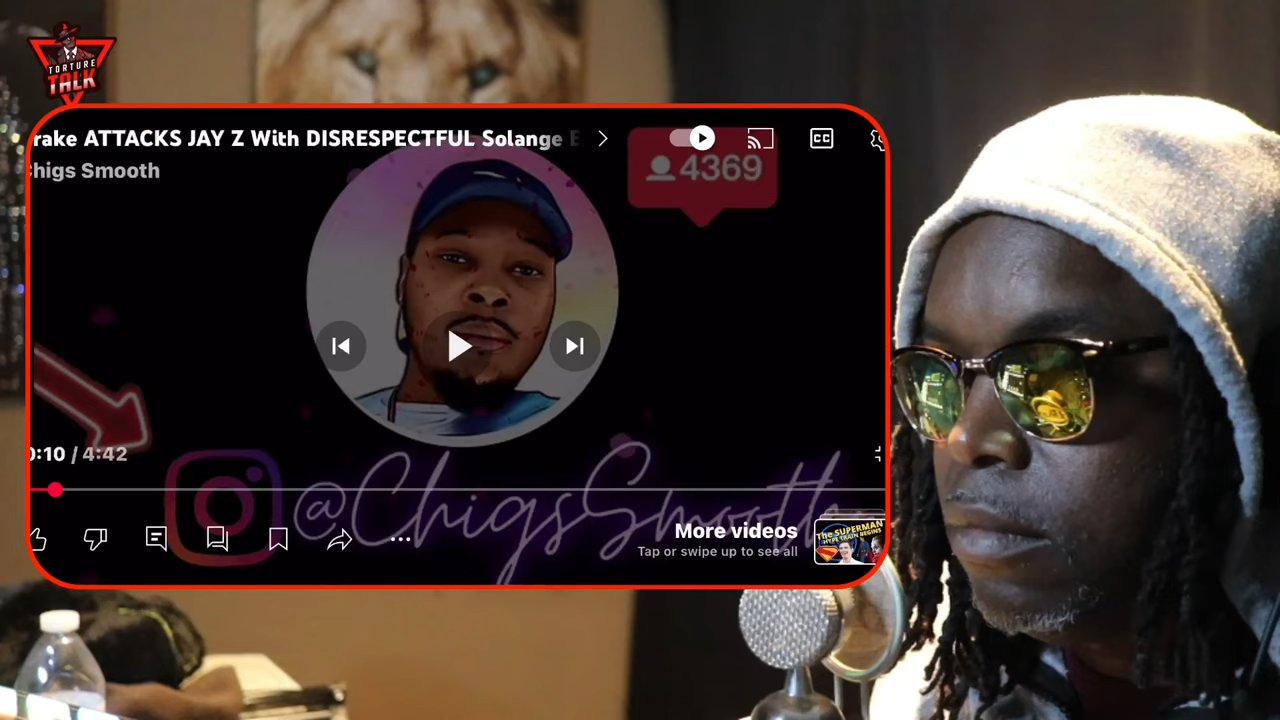 TORTURE
TALK
rake ATTACKS JAY Z With DISRESPECTFUL Solange
Chigs Smooth
4369
0:10 / 4:42
@ChigsSmooth
More videos
Tap or swipe up to see all
The SUPERMAN
HYPE TRAIN BEGINS